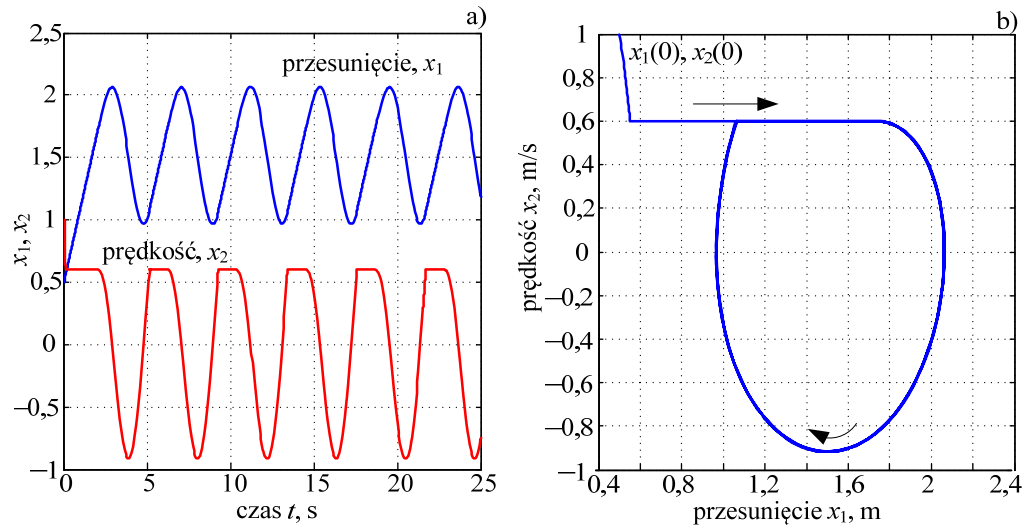 a)
2,5
2
1,5
1
0,5
0
−0,5
−1
x₁, x₂
przesunięcie, x₁
prędkość, x₂
0 5 10 15 20 25
czas t, s
b)
1
0,8
0,6
0,4
0,2
0
−0,2
−0,4
−0,6
−0,8
−1
prędkość x₂, m/s
x₁(0), x₂(0)
0,4 0,8 1,2 1,6 2 2,4
przesunięcie x₁, m